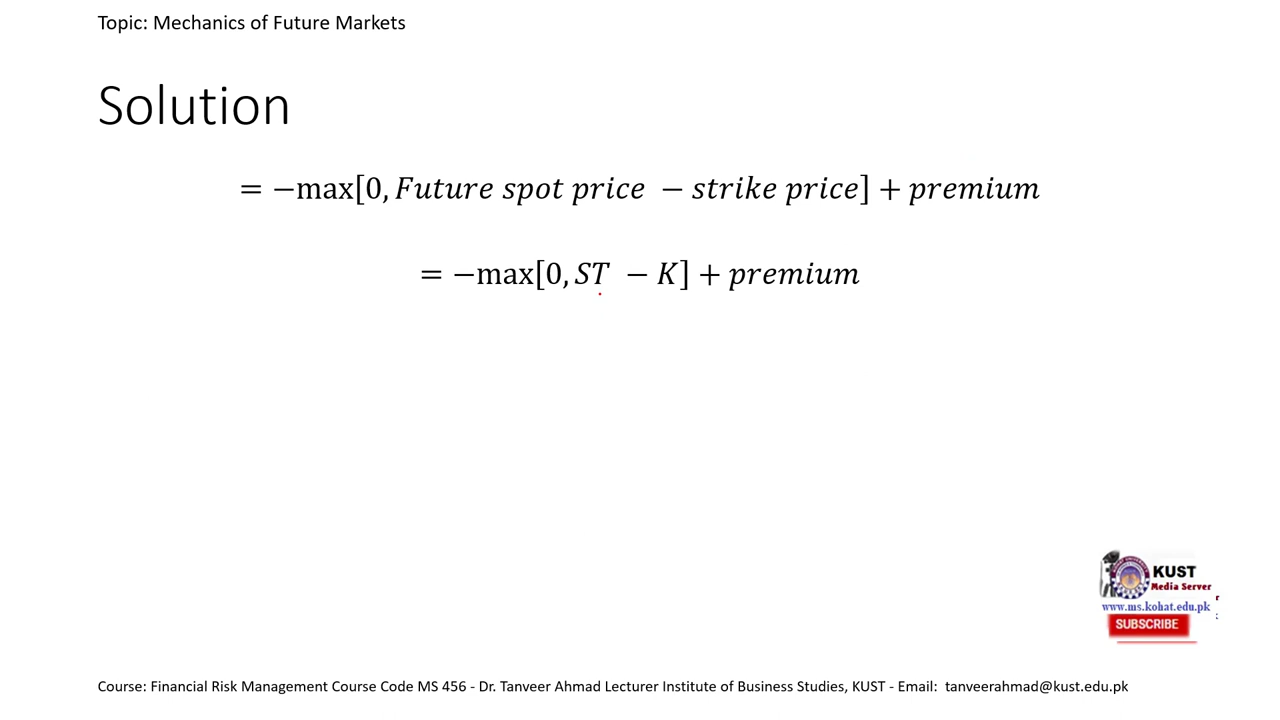 Topic: Mechanics of Future Markets
Solution
= −max[0, Future spot price − strike price] + premium
= −max[0, ST − K] + premium
KUST
Media Server
www.ms.kohat.edu.pk
SUBSCRIBE
Course: Financial Risk Management Course Code MS 456 - Dr. Tanveer Ahmad Lecturer Institute of Business Studies, KUST - Email: tanveerahmad@kust.edu.pk